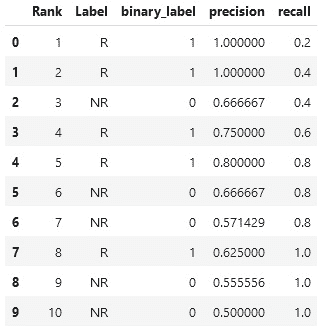 Rank Label binary_label precision recall
0 1 R 1 1.000000 0.2
1 2 R 1 1.000000 0.4
2 3 NR 0 0.666667 0.4
3 4 R 1 0.750000 0.6
4 5 R 1 0.800000 0.8
5 6 NR 0 0.666667 0.8
6 7 NR 0 0.571429 0.8
7 8 R 1 0.625000 1.0
8 9 NR 0 0.555556 1.0
9 10 NR 0 0.500000 1.0